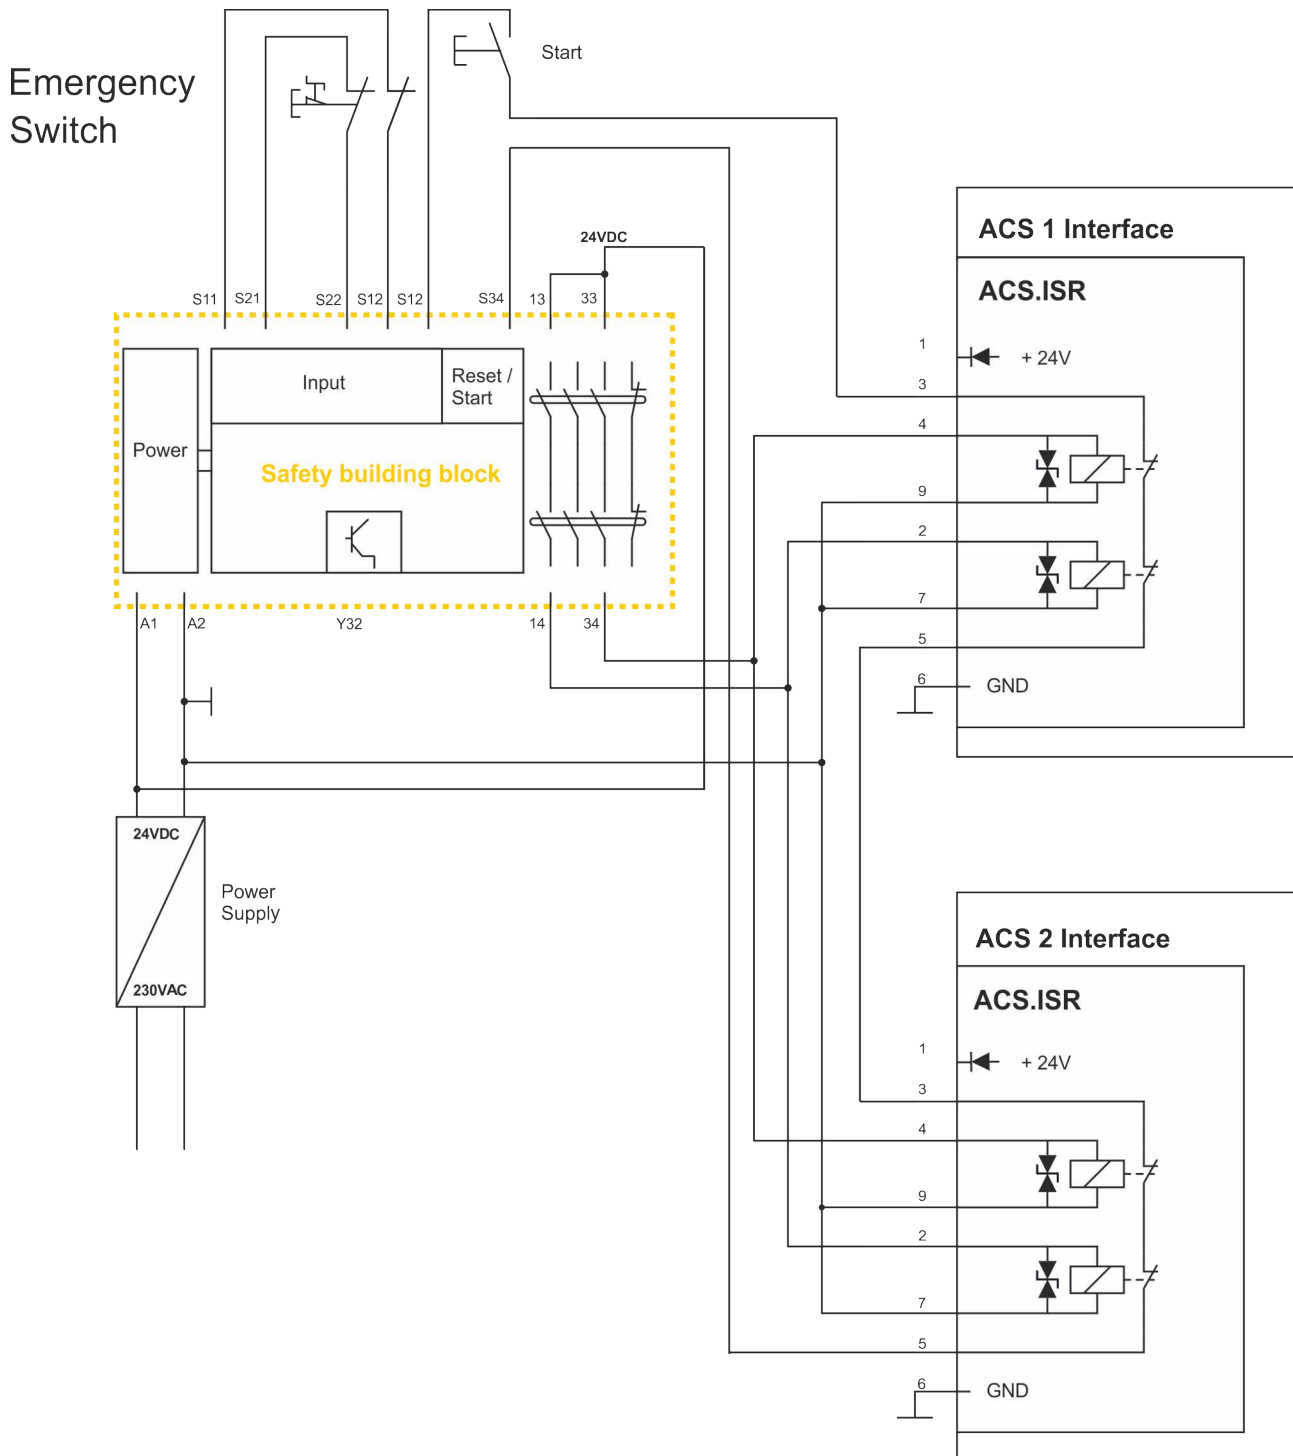 Start
Emergency
Switch
ACS 1 Interface
24VDC
S11 S21 S22 S12 S12 S34 13 33
ACS.ISR
1 + 24V
3
Input
Reset /
Start
4
Power
Safety building block
9
2
7
A1 A2 Y32 14 34
5
6 GND
24VDC
Power
Supply
230VAC
ACS 2 Interface
ACS.ISR
1 + 24V
3
4
9
2
7
5
6 GND